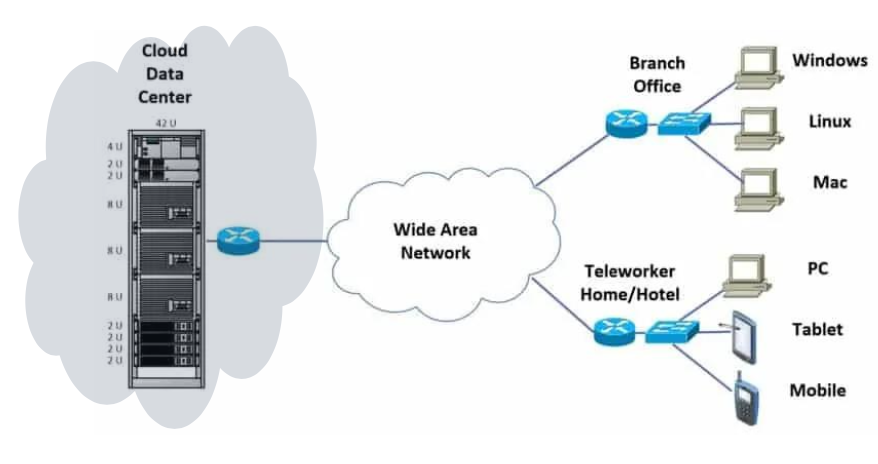 Cloud
Data
Center
42 U
4 U
2 U
2 U
8 U
8 U
8 U
2 U
2 U
2 U
2 U
Wide Area
Network
Branch
Office
Windows
Linux
Mac
Teleworker
Home/Hotel
PC
Tablet
Mobile